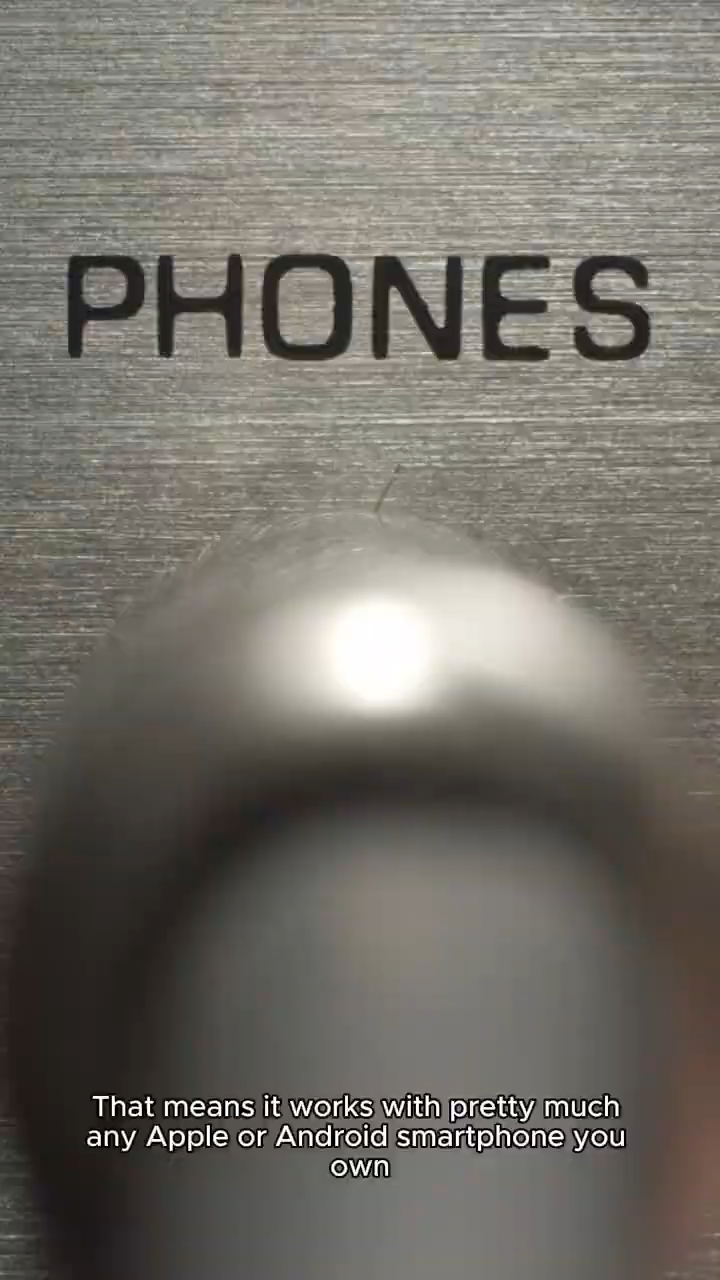 PHONES
That means it works with pretty much
any Apple or Android smartphone you
own